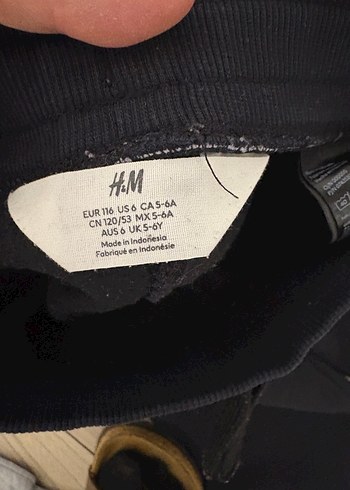 H&M
EUR 116 US 6 CA 5-6A
CN 120/53 MX 5-6A
AUS 6 UK 5-6Y
Made in Indonesia
Fabriqué en Indonésie